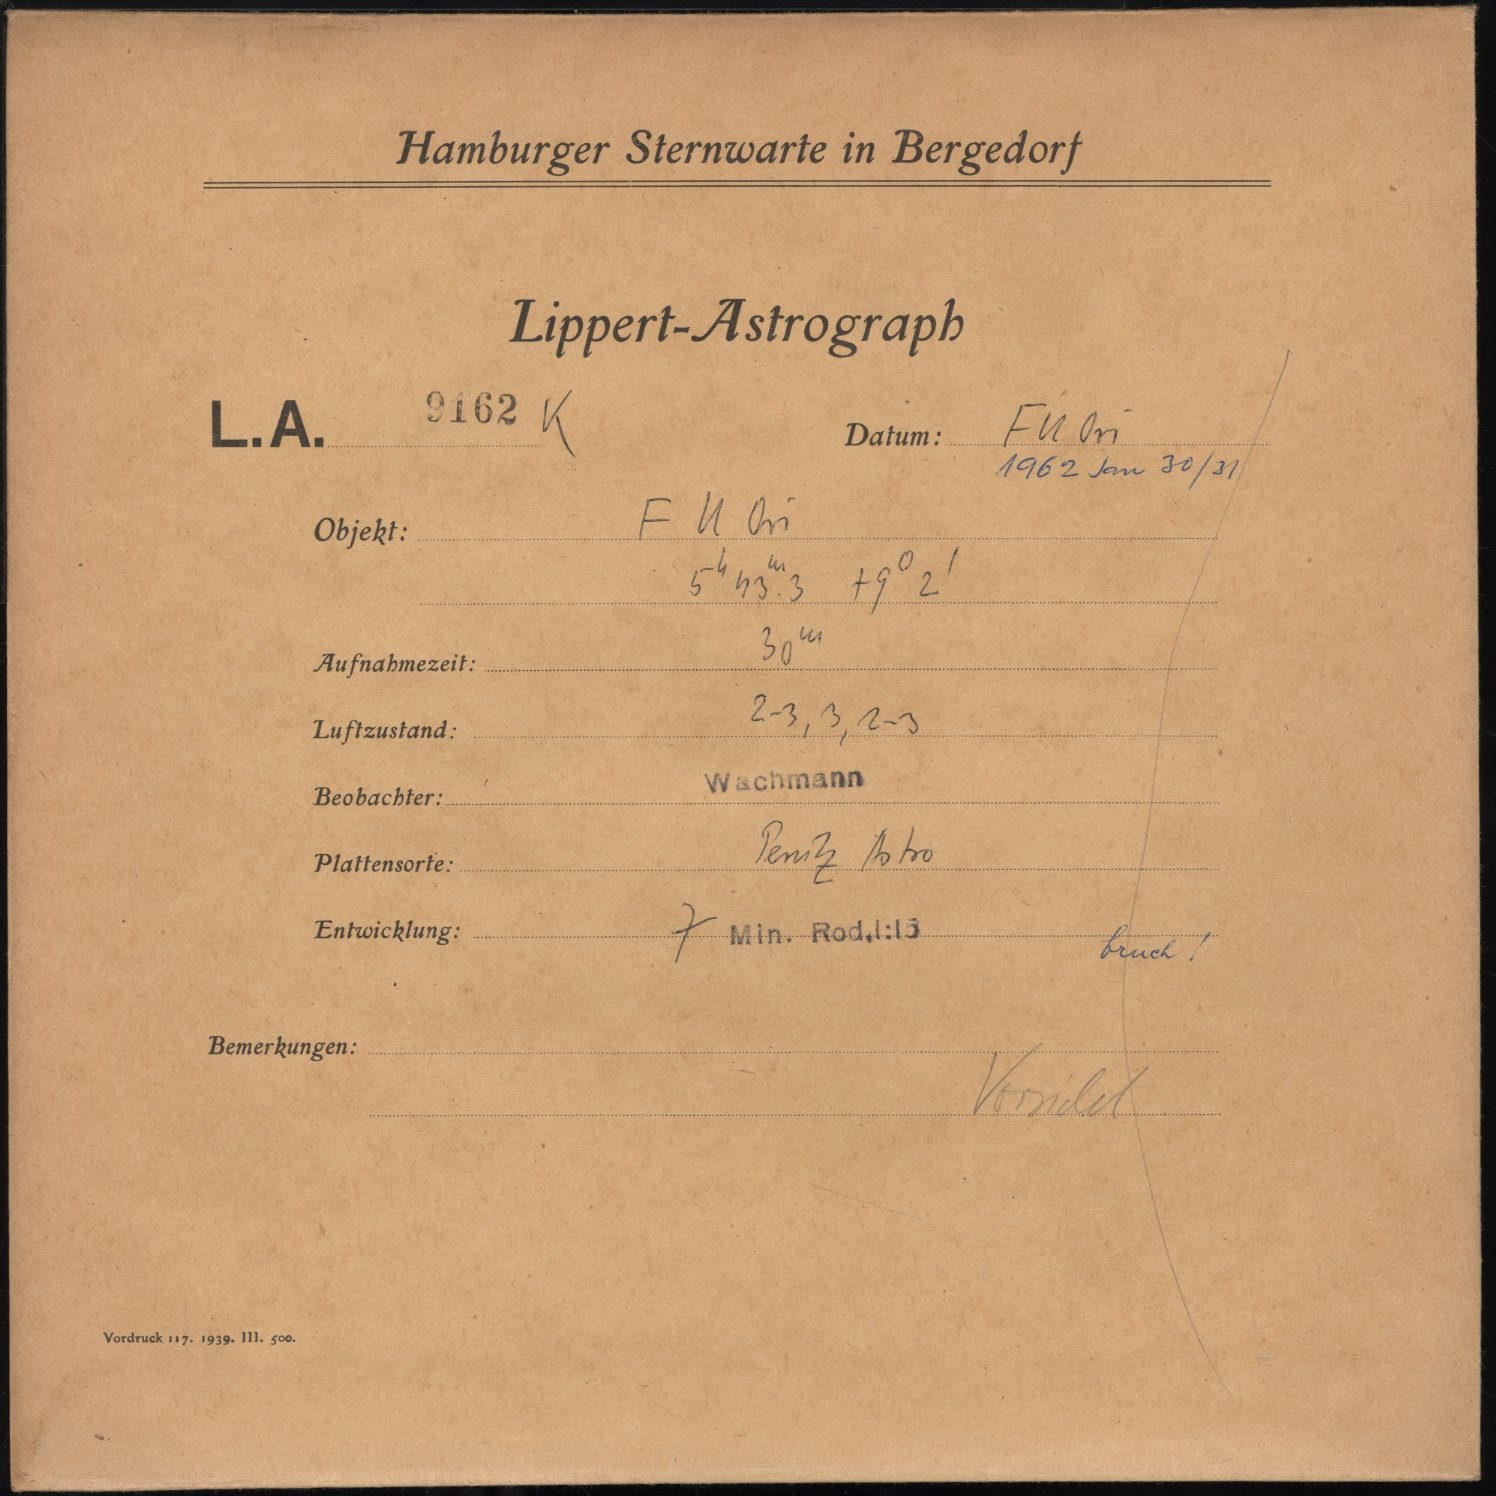 Hamburger Sternwarte in Bergedorf
Lippert-Astrograph
L.A. 9162 K
Datum: FU Ori
1962 Jan 30/31
Objekt: F U Ori
5h 43m.3 +9° 2'
Aufnahmezeit: 30m
Luftzustand: 2-3, 3, 2-3
Beobachter: Wachmann
Plattensorte: Perutz Astro
Entwicklung: 7 Min. Rod.1:15
bruch!
Bemerkungen:
Vorsicht
Vordruck 117. 1939. III. 500.